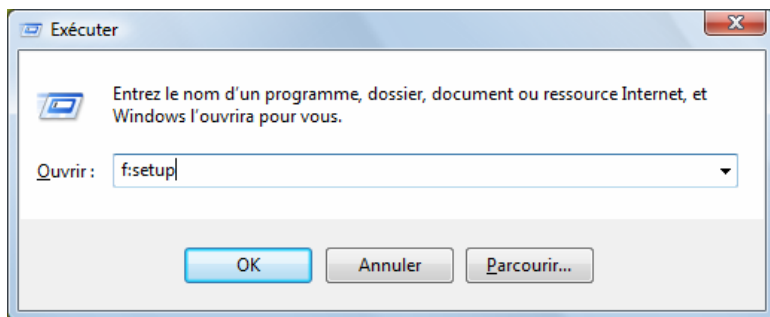 Exécuter
Entrez le nom d'un programme, dossier, document ou ressource Internet, et
Windows l'ouvrira pour vous.
Ouvrir : f:setup
OK Annuler Parcourir...